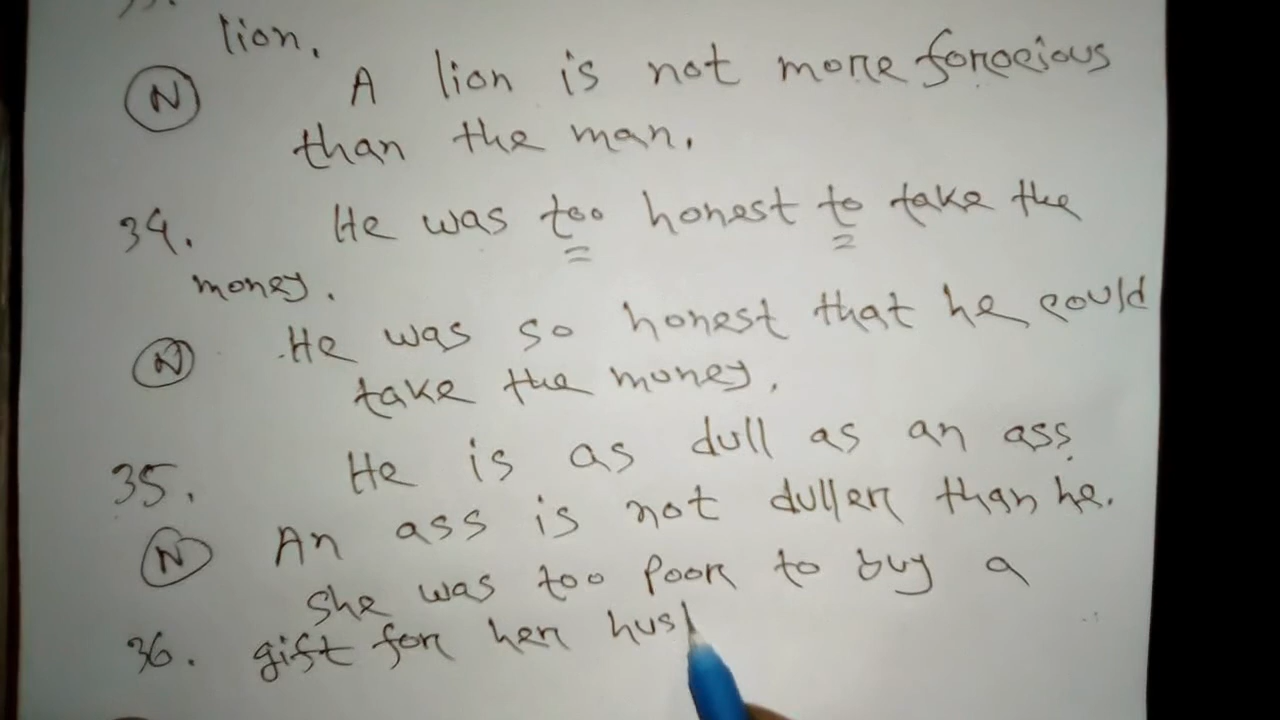 lion.
(N) A lion is not more ferocious
than the man.
34. He was too honest to take the
money.
(N) He was so honest that he could
take the money.
35. He is as dull as an ass.
(N) An ass is not duller than he.
She was too poor to buy a
36. gift for her hus